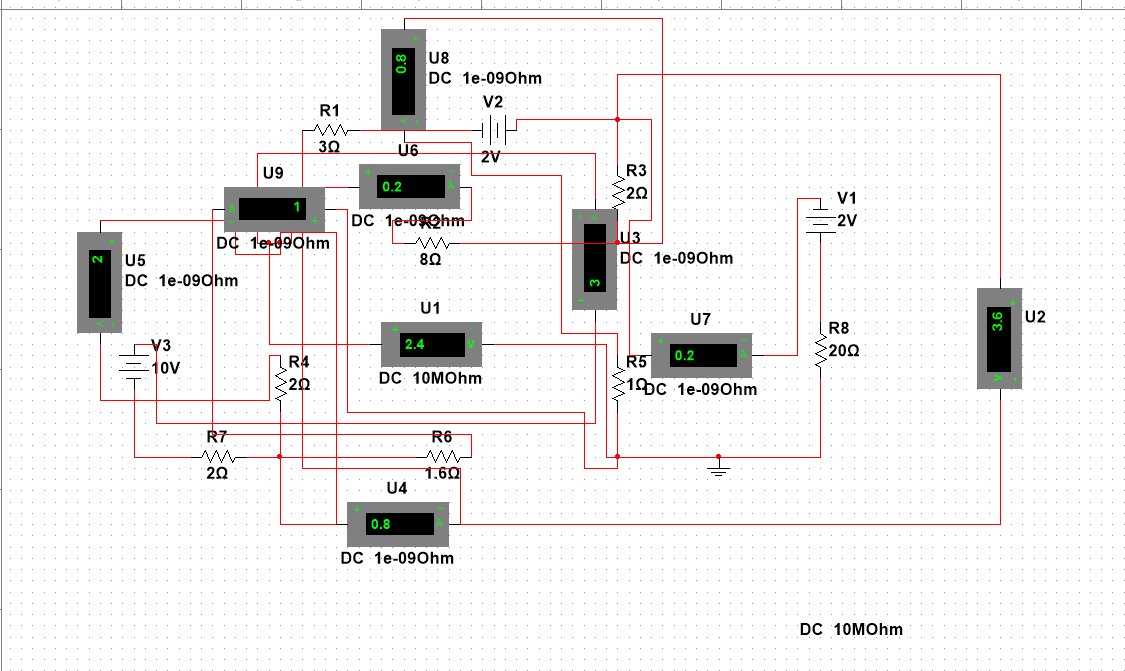 U8
0.8
DC 1e-09Ohm
V2
2V
R1
3Ω
U6
0.2
DC 1e-09Ohm
U9
1
DC 1e-09Ohm
R2
8Ω
R3
2Ω
U3
3
DC 1e-09Ohm
V1
2V
U5
2
DC 1e-09Ohm
U1
2.4
DC 10MOhm
U7
0.2
DC 1e-09Ohm
R8
20Ω
U2
3.6
V3
10V
R4
2Ω
R5
1Ω
R7
2Ω
R6
1.6Ω
U4
0.8
DC 1e-09Ohm
DC 10MOhm